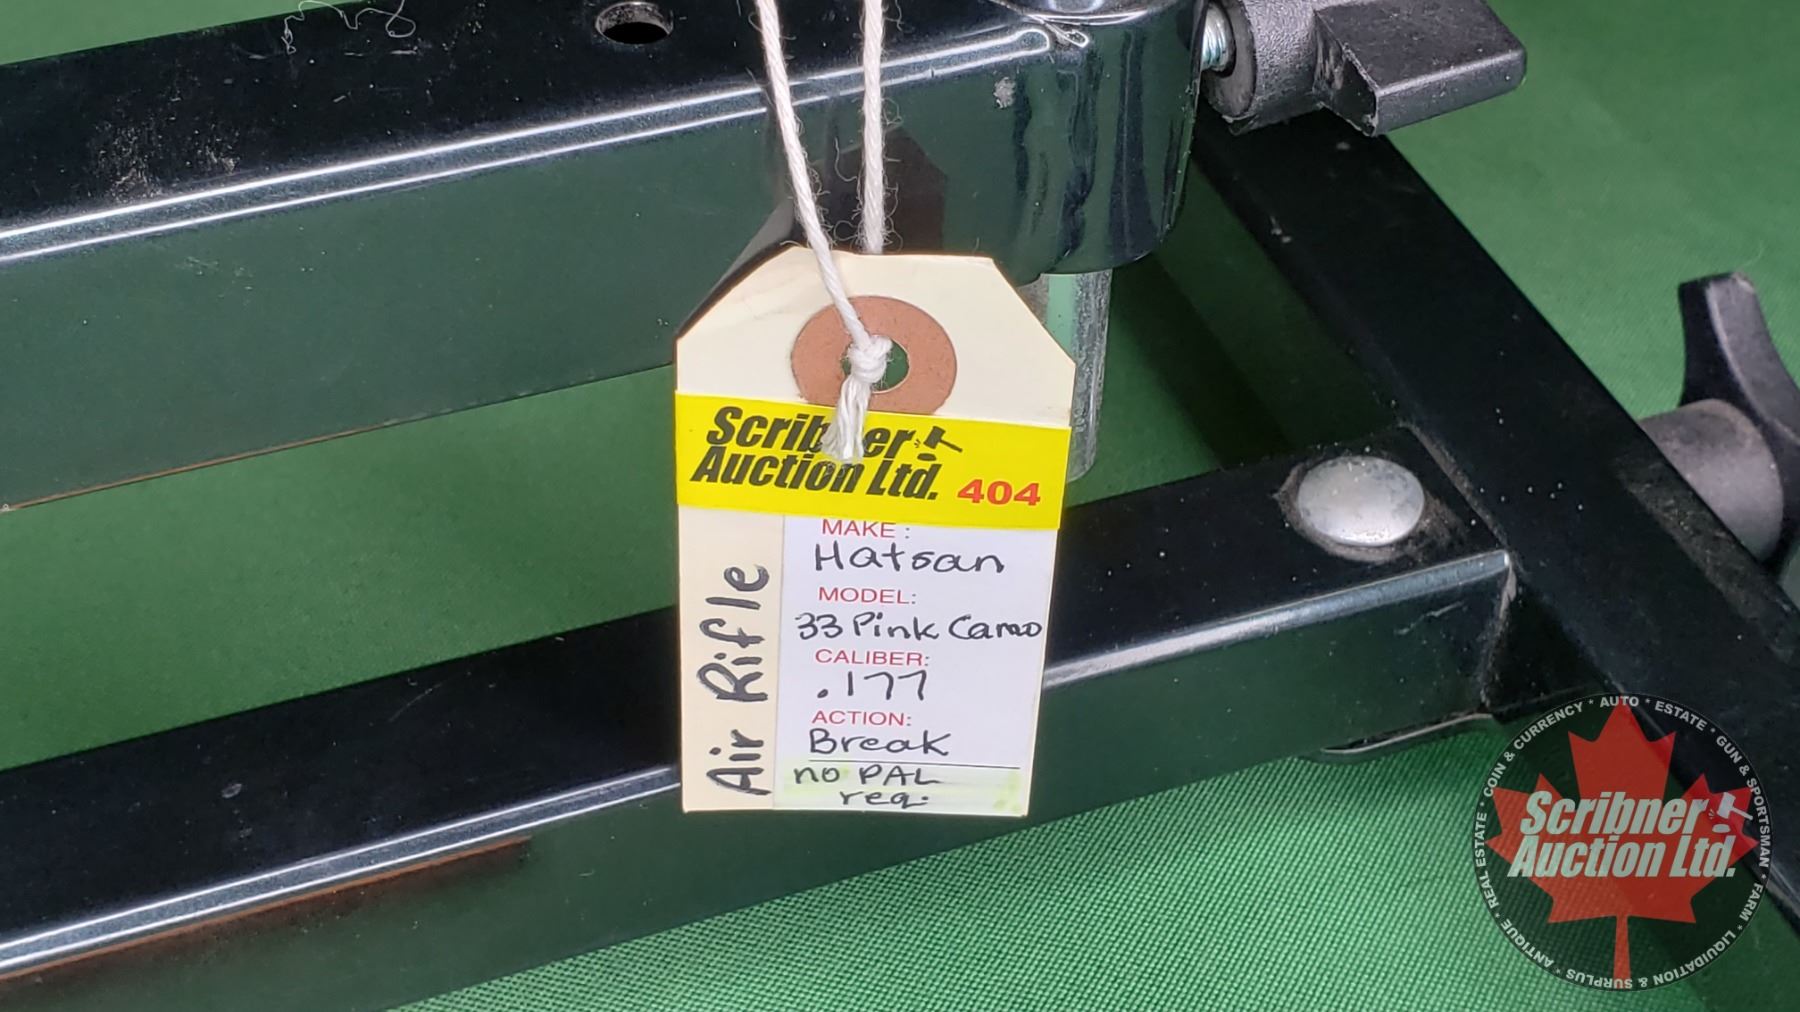 Scribner
Auction Ltd. 404
MAKE:
Hatsan
MODEL:
33 Pink Camo
CALIBER:
.177
ACTION:
Break
no PAL
req.
Air Rifle
COIN & CURRENCY * AUTO * ESTATE * GUN & SPORTSMAN * FARM * LIQUIDATION & SURPLUS * ANTIQUE * REAL ESTATE *
Scribner
Auction Ltd.